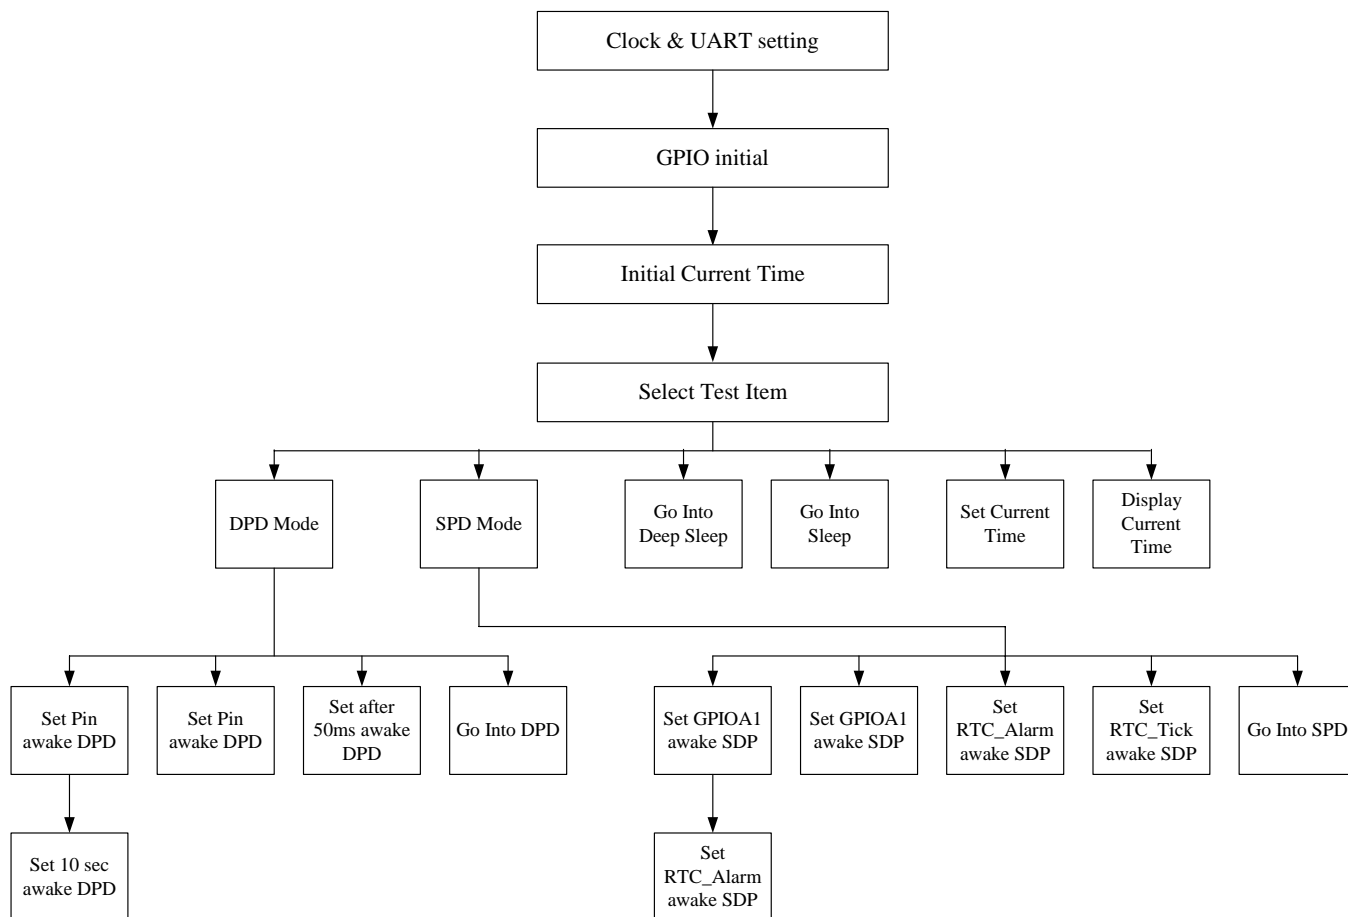 Clock & UART setting
GPIO initial
Initial Current Time
Select Test Item
DPD Mode
SPD Mode
Go Into
Deep Sleep
Go Into
Sleep
Set Current
Time
Display
Current
Time
Set Pin
awake DPD
Set Pin
awake DPD
Set after
50ms awake
DPD
Go Into DPD
Set GPIOA1
awake SDP
Set GPIOA1
awake SDP
Set
RTC_Alarm
awake SDP
Set
RTC_Tick
awake SDP
Go Into SPD
Set 10 sec
awake DPD
Set
RTC_Alarm
awake SDP